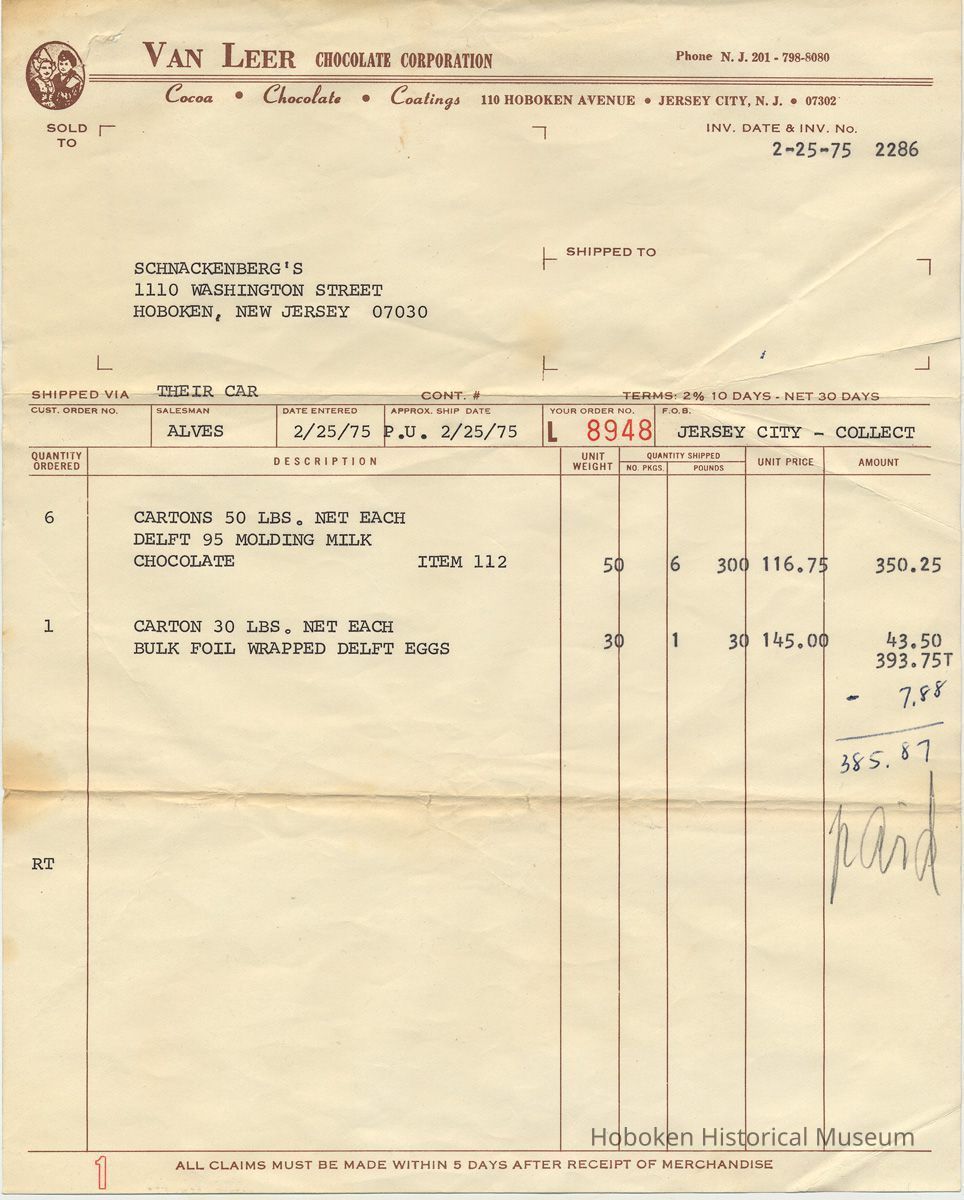 VAN LEER CHOCOLATE CORPORATION Phone N. J. 201 - 798-8080
Cocoa • Chocolate • Coatings 110 HOBOKEN AVENUE • JERSEY CITY, N. J. • 07302
SOLD TO
INV. DATE & INV. No.
2-25-75 2286
SHIPPED TO
SCHNACKENBERG'S
1110 WASHINGTON STREET
HOBOKEN, NEW JERSEY 07030
SHIPPED VIA THEIR CAR CONT. # TERMS: 2% 10 DAYS - NET 30 DAYS
CUST. ORDER NO. SALESMAN DATE ENTERED APPROX. SHIP DATE YOUR ORDER NO. F.O.B.
ALVES 2/25/75 P.U. 2/25/75 L 8948 JERSEY CITY - COLLECT
QUANTITY ORDERED DESCRIPTION UNIT WEIGHT QUANTITY SHIPPED NO. PKGS. POUNDS UNIT PRICE AMOUNT
6 CARTONS 50 LBS. NET EACH
DELFT 95 MOLDING MILK
CHOCOLATE ITEM 112 50 6 300 116.75 350.25
1 CARTON 30 LBS. NET EACH
BULK FOIL WRAPPED DELFT EGGS 30 1 30 145.00 43.50
393.75T
- 7.88
385.87
paid
RT
Hoboken Historical Museum
1 ALL CLAIMS MUST BE MADE WITHIN 5 DAYS AFTER RECEIPT OF MERCHANDISE